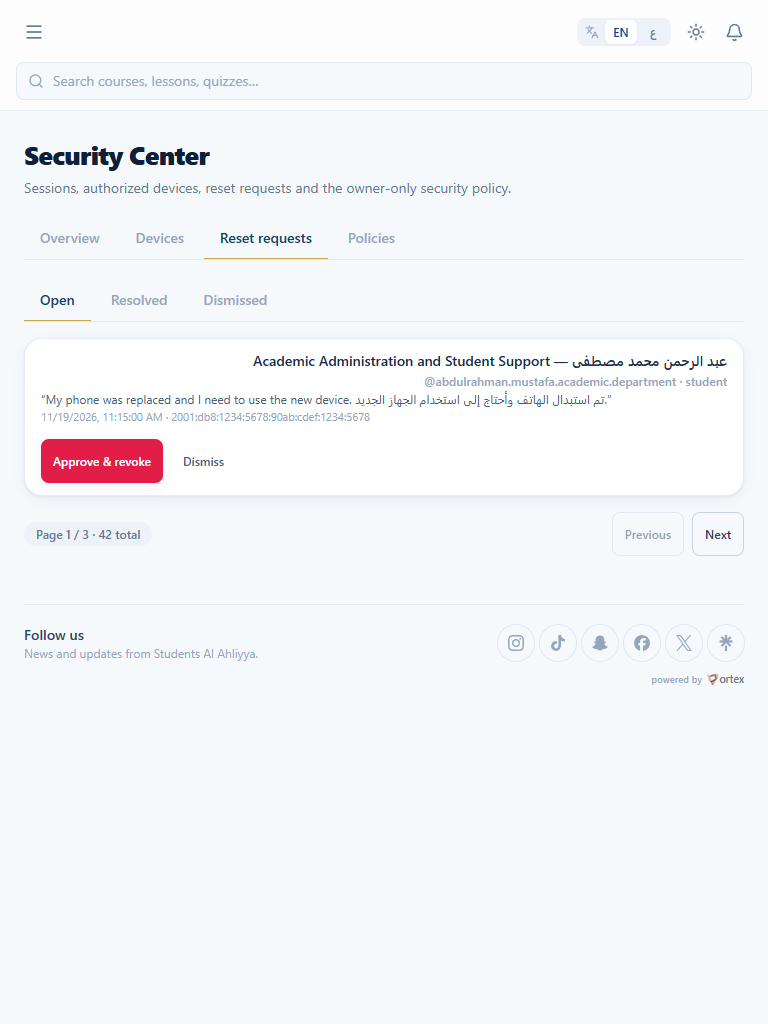 EN
ع
Search courses, lessons, quizzes...
Security Center
Sessions, authorized devices, reset requests and the owner-only security policy.
Overview
Devices
Reset requests
Policies
Open
Resolved
Dismissed
عبد الرحمن محمد مصطفى — Academic Administration and Student Support
@abdulrahman.mustafa.academic.department · student
“My phone was replaced and I need to use the new device. تم استبدال الهاتف وأحتاج إلى استخدام الجهاز الجديد.”
11/19/2026, 11:15:00 AM · 2001:db8:1234:5678:90ab:cdef:1234:5678
Approve & revoke
Dismiss
Page 1 / 3 · 42 total
Previous
Next
Follow us
News and updates from Students Al Ahliyya.
powered by ortex